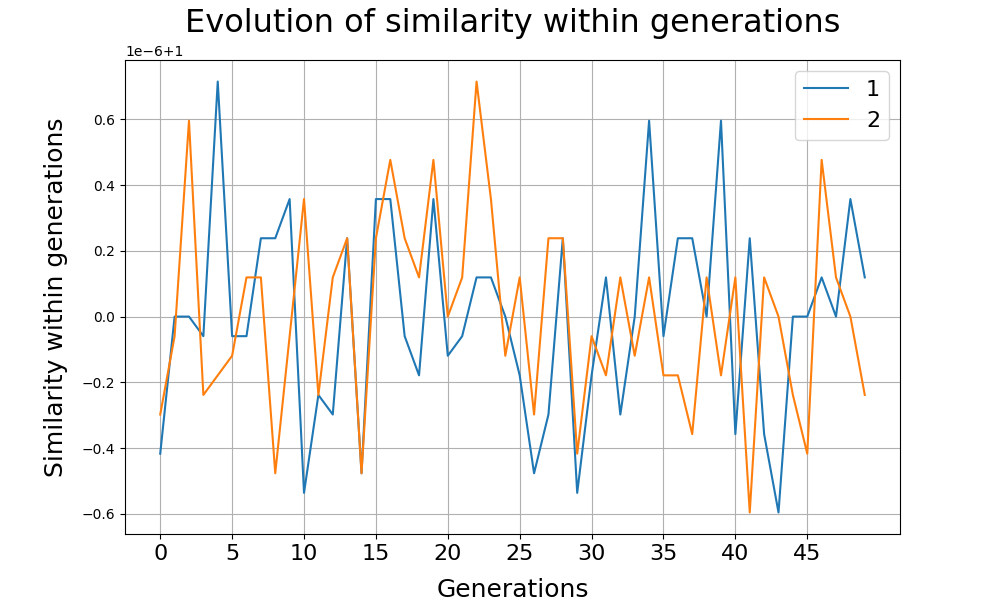 Evolution of similarity within generations
1e−6+1
1
2
0.6
0.4
0.2
0.0
−0.2
−0.4
−0.6
Similarity within generations
0 5 10 15 20 25 30 35 40 45
Generations